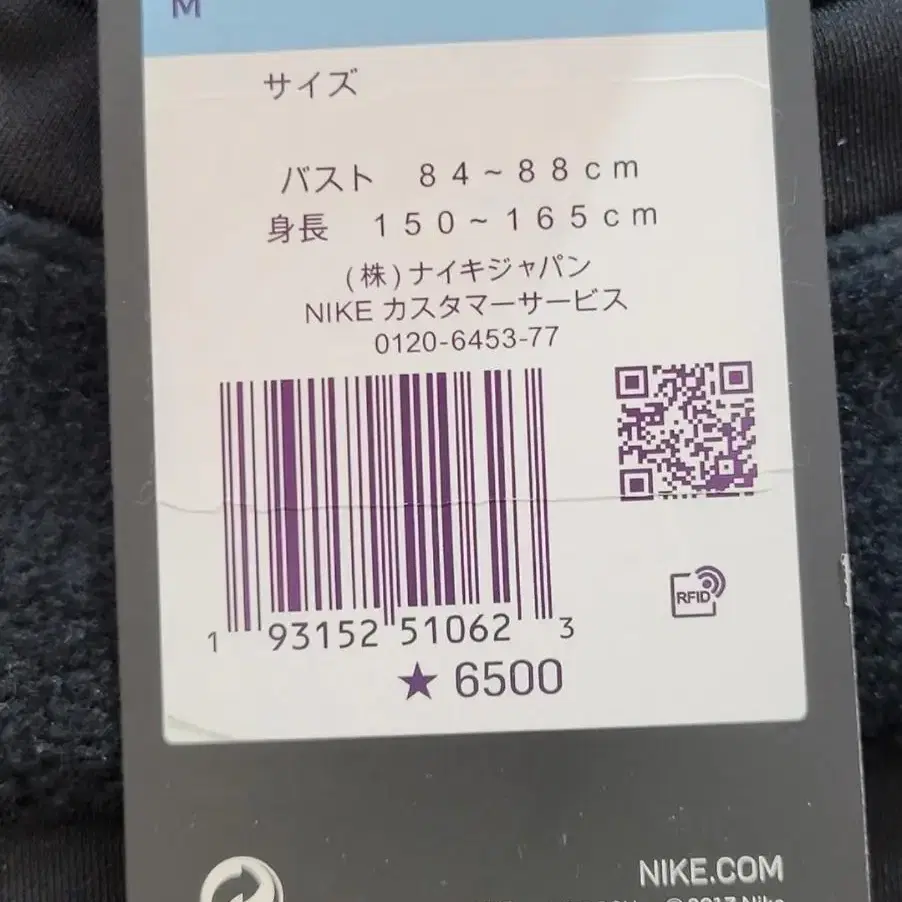 M
サイズ
バスト 84~88cm
身長 150~165cm
(株)ナイキジャパン
NIKE カスタマーサービス
0120-6453-77
RFID
1 93152 51062 3
★ 6500
NIKE.COM